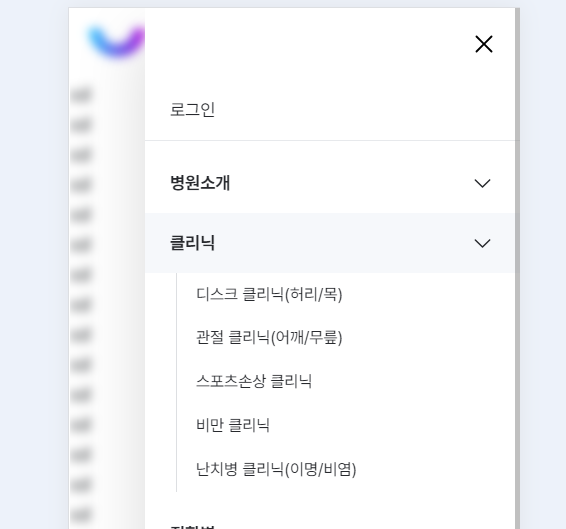 로그인
병원소개
클리닉
디스크 클리닉(허리/목)
관절 클리닉(어깨/무릎)
스포츠손상 클리닉
비만 클리닉
난치병 클리닉(이명/비염)